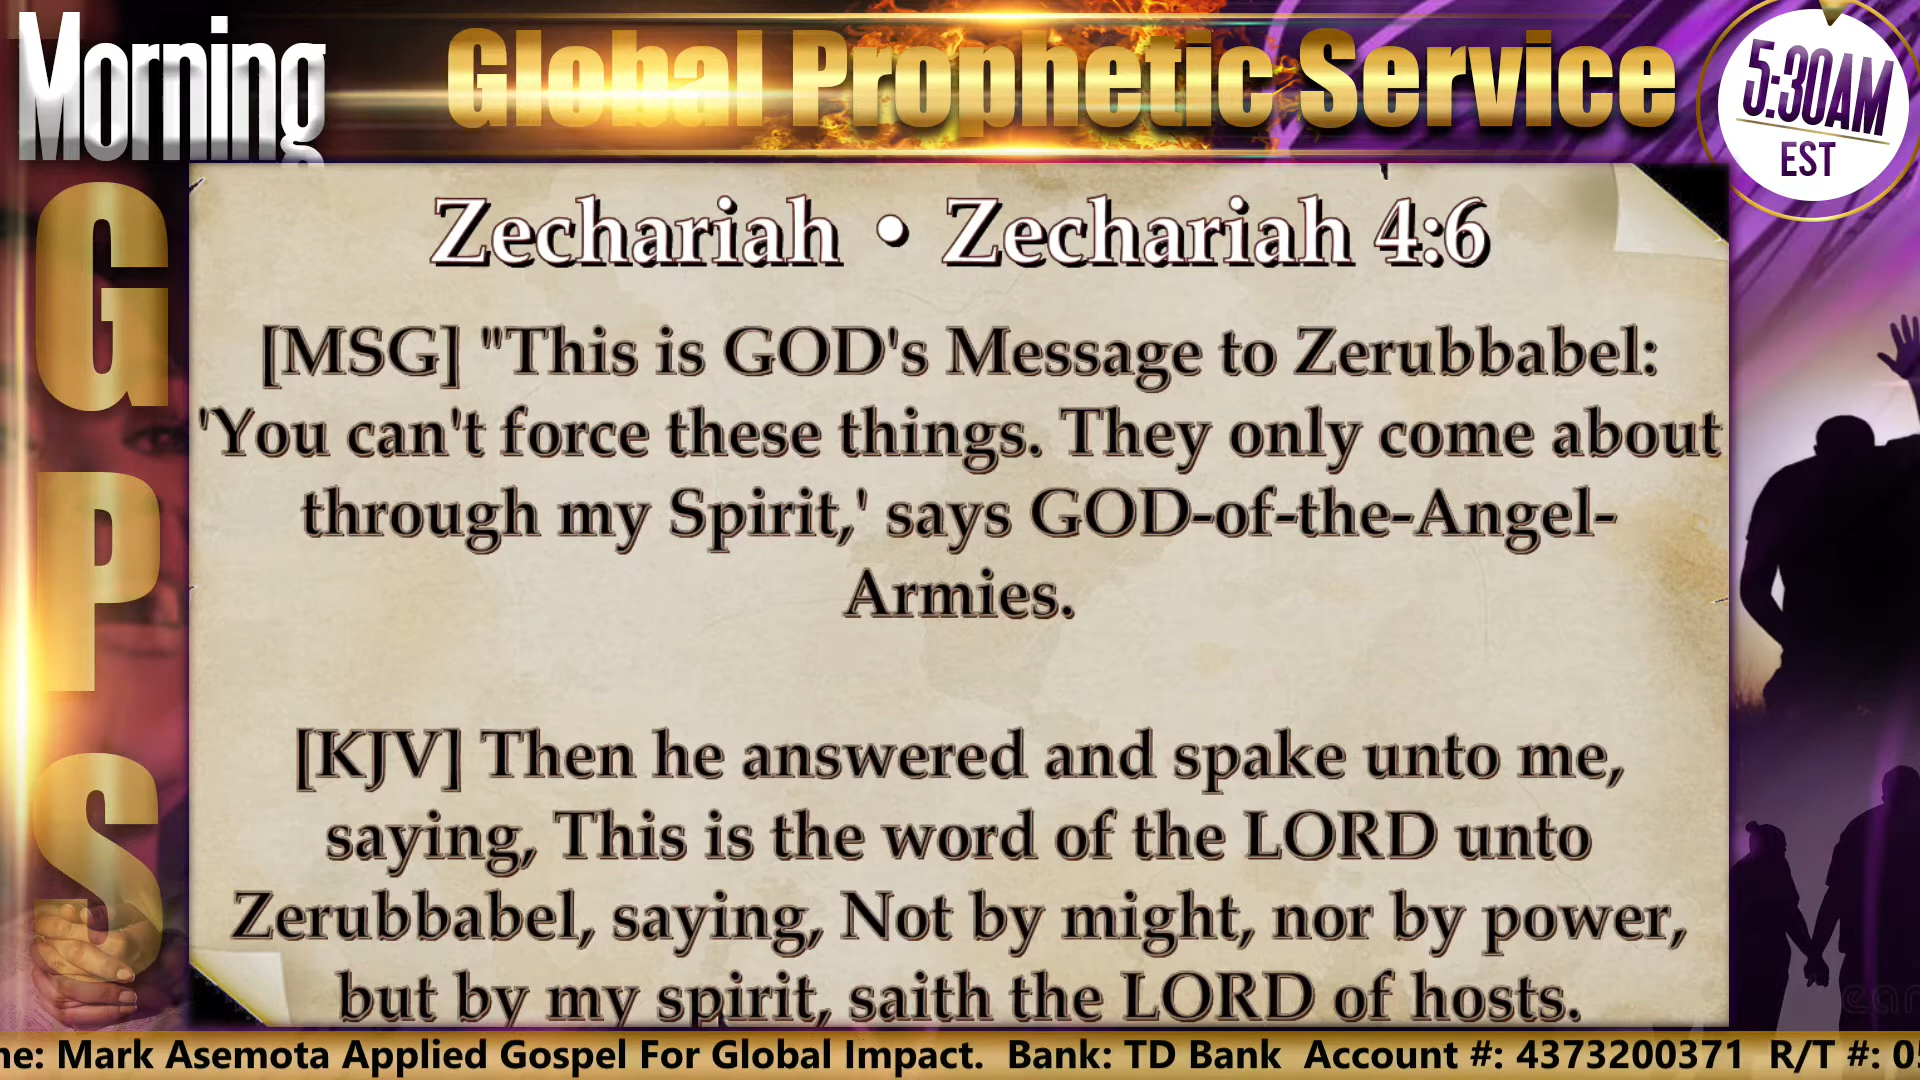 Morning
Global Prophetic Service
5:30AM
EST
GPS
Zechariah • Zechariah 4:6
[MSG] "This is GOD's Message to Zerubbabel:
'You can't force these things. They only come about
through my Spirit,' says GOD-of-the-Angel-
Armies.
[KJV] Then he answered and spake unto me,
saying, This is the word of the LORD unto
Zerubbabel, saying, Not by might, nor by power,
but by my spirit, saith the LORD of hosts.
Mark Asemota Applied Gospel For Global Impact. Bank: TD Bank Account #: 4373200371 R/T #: